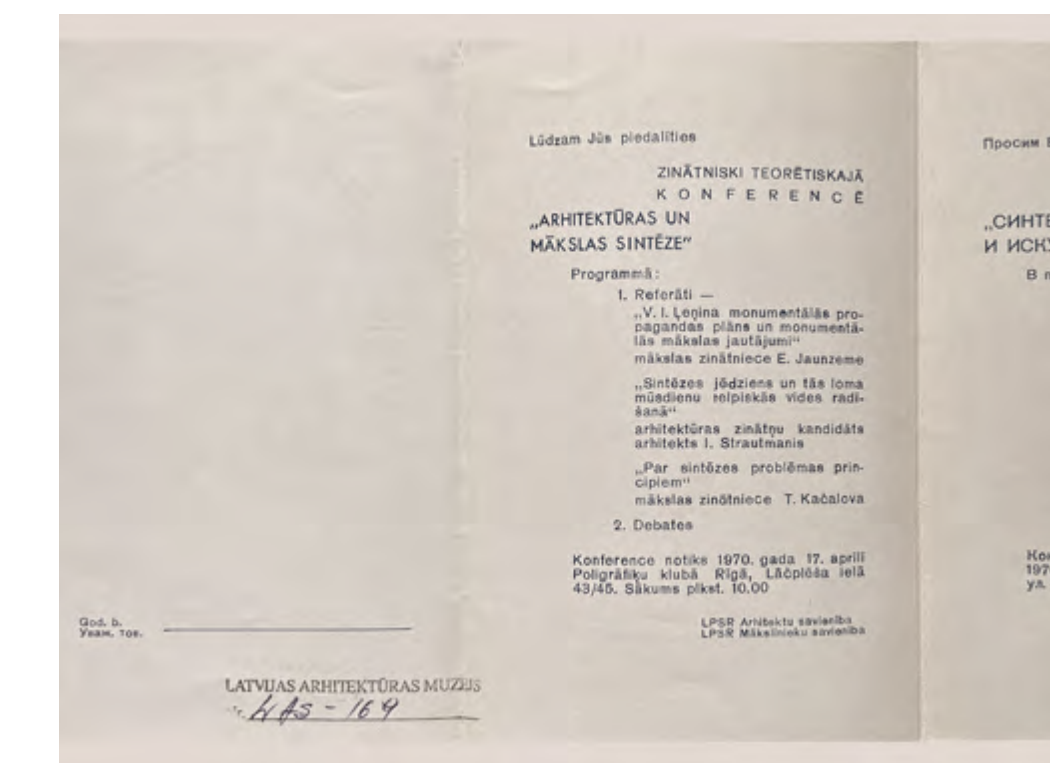 Lūdzam Jūs piedalīties
ZINĀTNISKI TEORĒTISKAJĀ
KONFERENCĒ
„ARHITEKTŪRAS UN
MĀKSLAS SINTĒZE"
Programmā:
1. Referāti —
„V. I. Ļeņina monumentālās pro-
pagandas plāns un monumentā-
lās mākslas jautājumi"
mākslas zinātniece E. Jaunzeme
„Sintēzes jēdziens un tās loma
mūsdienu telpiskās vides radī-
šanā"
arhitektūras zinātņu kandidāts
arhitekts I. Strautmanis
„Par sintēzes problēmas prin-
cipiem"
mākslas zinātniece T. Kačalova
2. Debates
Konference notiks 1970. gada 17. aprīlī
Poligrāfiķu klubā Rīgā, Lāčplēša ielā
43/45. Sākums plkst. 10.00
LPSR Arhitektu savienība
LPSR Mākslinieku savienība
God. b.
Уваж. тов.
LATVIJAS ARHITEKTŪRAS MUZEJS
LAS - 169
Просим
„СИНТЕ
И ИСКУ
В п
Кон
197
ул.